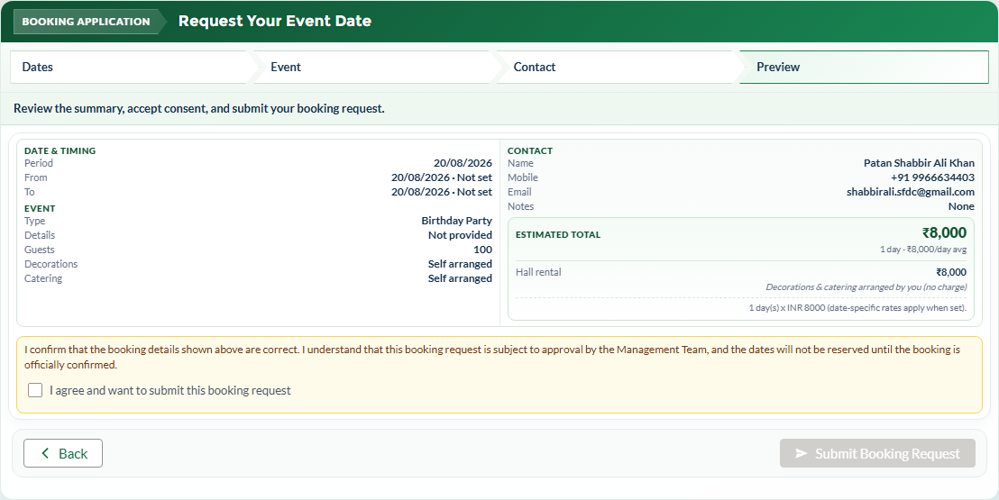 BOOKING APPLICATION
Request Your Event Date
Dates
Event
Contact
Preview
Review the summary, accept consent, and submit your booking request.
DATE & TIMING
Period 20/08/2026
From 20/08/2026 · Not set
To 20/08/2026 · Not set
EVENT
Type Birthday Party
Details Not provided
Guests 100
Decorations Self arranged
Catering Self arranged
CONTACT
Name Patan Shabbir Ali Khan
Mobile +91 9966634403
Email shabbirali.sfdc@gmail.com
Notes None
ESTIMATED TOTAL ₹8,000
1 day · ₹8,000/day avg
Hall rental ₹8,000
Decorations & catering arranged by you (no charge)
1 day(s) x INR 8000 (date-specific rates apply when set).
I confirm that the booking details shown above are correct. I understand that this booking request is subject to approval by the Management Team, and the dates will not be reserved until the booking is
officially confirmed.
I agree and want to submit this booking request
Back
Submit Booking Request